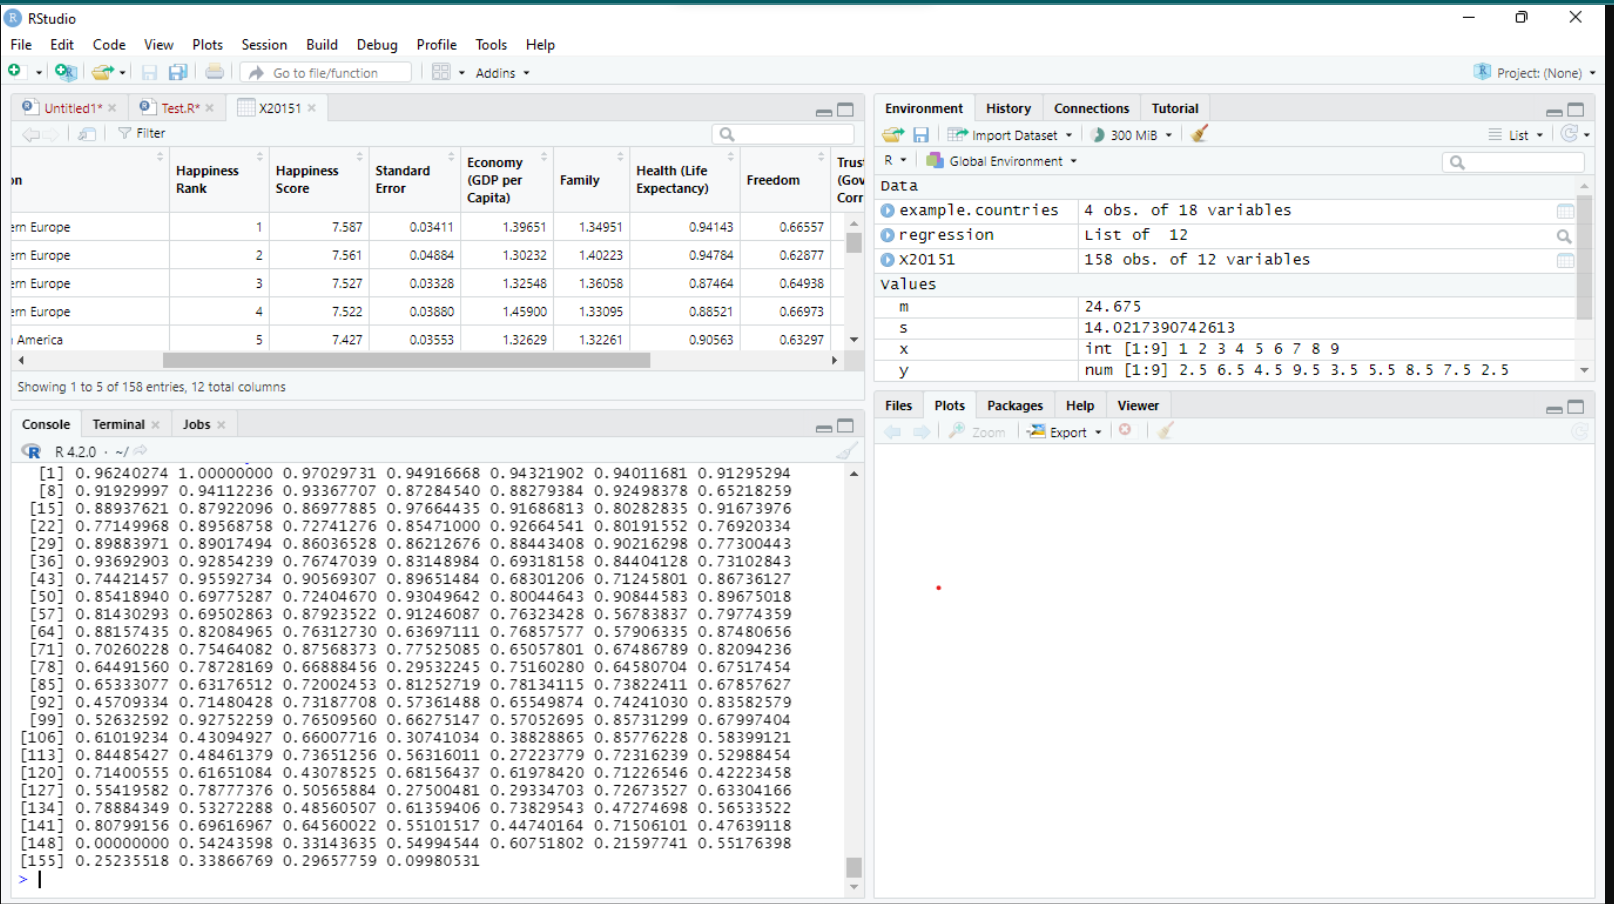 RStudio
File Edit Code View Plots Session Build Debug Profile Tools Help
Go to file/function Addins Project: (None)
Untitled1* Test.R* X20151
Filter
on Happiness Rank Happiness Score Standard Error Economy (GDP per Capita) Family Health (Life Expectancy) Freedom Trus (Gov Corr
ern Europe 1 7.587 0.03411 1.39651 1.34951 0.94143 0.66557
ern Europe 2 7.561 0.04884 1.30232 1.40223 0.94784 0.62877
ern Europe 3 7.527 0.03328 1.32548 1.36058 0.87464 0.64938
ern Europe 4 7.522 0.03880 1.45900 1.33095 0.88521 0.66973
America 5 7.427 0.03553 1.32629 1.32261 0.90563 0.63297
Showing 1 to 5 of 158 entries, 12 total columns
Console Terminal Jobs
R 4.2.0 · ~/
[1] 0.96240274 1.00000000 0.97029731 0.94916668 0.94321902 0.94011681 0.91295294
[8] 0.91929997 0.94112236 0.93367707 0.87284540 0.88279384 0.92498378 0.65218259
[15] 0.88937621 0.87922096 0.86977885 0.97664435 0.91686813 0.80282835 0.91673976
[22] 0.77149968 0.89568758 0.72741276 0.85471000 0.92664541 0.80191552 0.76920334
[29] 0.89883971 0.89017494 0.86036528 0.86212676 0.88443408 0.90216298 0.77300443
[36] 0.93692903 0.92854239 0.76747039 0.83148984 0.69318158 0.84404128 0.73102843
[43] 0.74421457 0.95592734 0.90569307 0.89651484 0.68301206 0.71245801 0.86736127
[50] 0.85418940 0.69775287 0.72404670 0.93049642 0.80044643 0.90844583 0.89675018
[57] 0.81430293 0.69502863 0.87923522 0.91246087 0.76323428 0.56783837 0.79774359
[64] 0.88157435 0.82084965 0.76312730 0.63697111 0.76857577 0.57906335 0.87480656
[71] 0.70260228 0.75464082 0.87568373 0.77525085 0.65057801 0.67486789 0.82094236
[78] 0.64491560 0.78728169 0.66888456 0.29532245 0.75160280 0.64580704 0.67517454
[85] 0.65333077 0.63176512 0.72002453 0.81252719 0.78134115 0.73822411 0.67857627
[92] 0.45709334 0.71480428 0.73187708 0.57361488 0.65549874 0.74241030 0.83582579
[99] 0.52632592 0.92752259 0.76509560 0.66275147 0.57052695 0.85731299 0.67997404
[106] 0.61019234 0.43094927 0.66007716 0.30741034 0.38828865 0.85776228 0.58399121
[113] 0.84485427 0.48461379 0.73651256 0.56316011 0.27223779 0.72316239 0.52988454
[120] 0.71400555 0.61651084 0.43078525 0.68156437 0.61978420 0.71226546 0.42223458
[127] 0.55419582 0.78777376 0.50565884 0.27500481 0.29334703 0.72673527 0.63304166
[134] 0.78884349 0.53272288 0.48560507 0.61359406 0.73829543 0.47274698 0.56533522
[141] 0.80799156 0.69616967 0.64560022 0.55101517 0.44740164 0.71506101 0.47639118
[148] 0.00000000 0.54243598 0.33143635 0.54994544 0.60751802 0.21597741 0.55176398
[155] 0.25235518 0.33866769 0.29657759 0.09980531
>
Environment History Connections Tutorial
Import Dataset 300 MiB List
R Global Environment
Data
example.countries 4 obs. of 18 variables
regression List of 12
X20151 158 obs. of 12 variables
Values
m 24.675
s 14.0217390742613
x int [1:9] 1 2 3 4 5 6 7 8 9
y num [1:9] 2.5 6.5 4.5 9.5 3.5 5.5 8.5 7.5 2.5
Files Plots Packages Help Viewer
Zoom Export